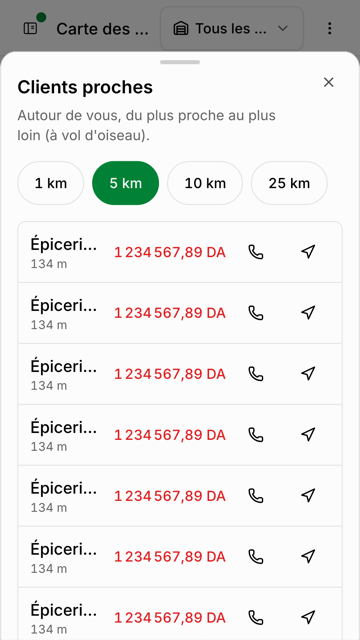 Carte des ...
Tous les ...
Clients proches
Autour de vous, du plus proche au plus
loin (à vol d'oiseau).
1 km
5 km
10 km
25 km
Épiceri...
1 234 567,89 DA
134 m
Épiceri...
1 234 567,89 DA
134 m
Épiceri...
1 234 567,89 DA
134 m
Épiceri...
1 234 567,89 DA
134 m
Épiceri...
1 234 567,89 DA
134 m
Épiceri...
1 234 567,89 DA
134 m
Épiceri...
1 234 567,89 DA
134 m